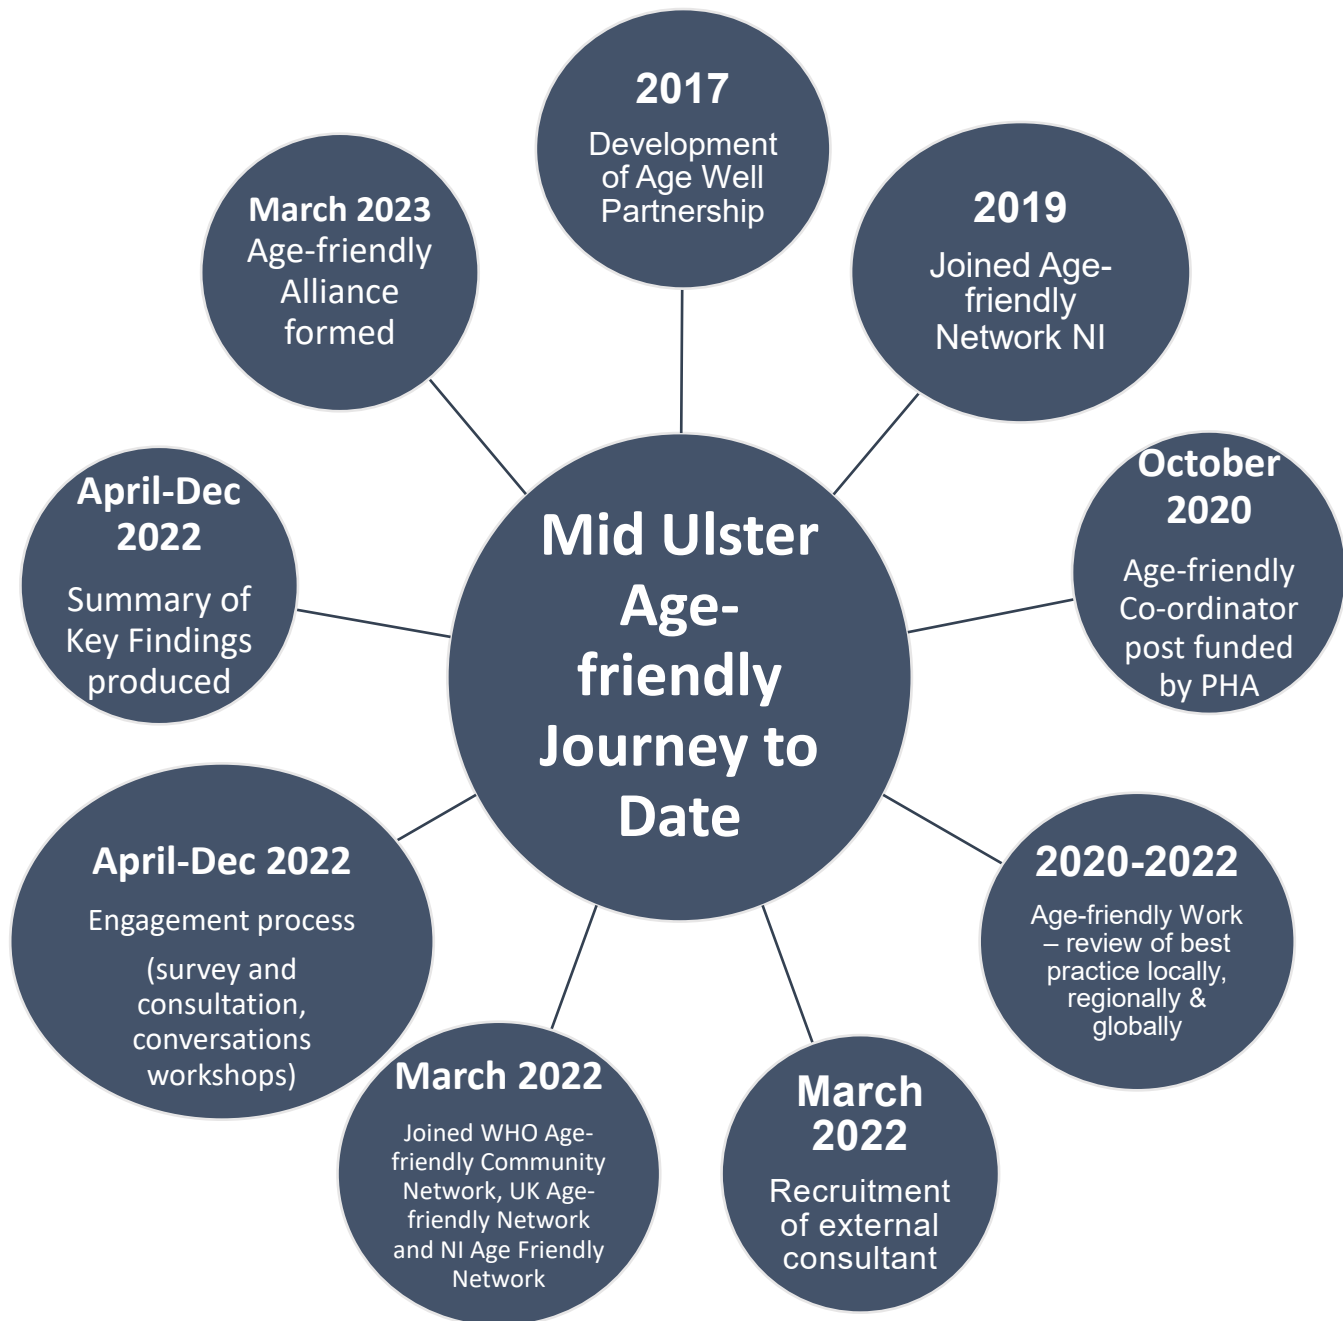 2017
Development
of Age Well
Partnership
2019
Joined Age-
friendly
Network NI
October
2020
Age-friendly
Co-ordinator
post funded
by PHA
2020-2022
Age-friendly Work
– review of best
practice locally,
regionally &
globally
March
2022
Recruitment
of external
consultant
March 2022
Joined WHO Age-
friendly Community
Network, UK Age-
friendly Network
and NI Age Friendly
Network
April-Dec 2022
Engagement process
(survey and
consultation,
conversations
workshops)
April-Dec
2022
Summary of
Key Findings
produced
March 2023
Age-friendly
Alliance
formed
Mid Ulster
Age-
friendly
Journey to
Date